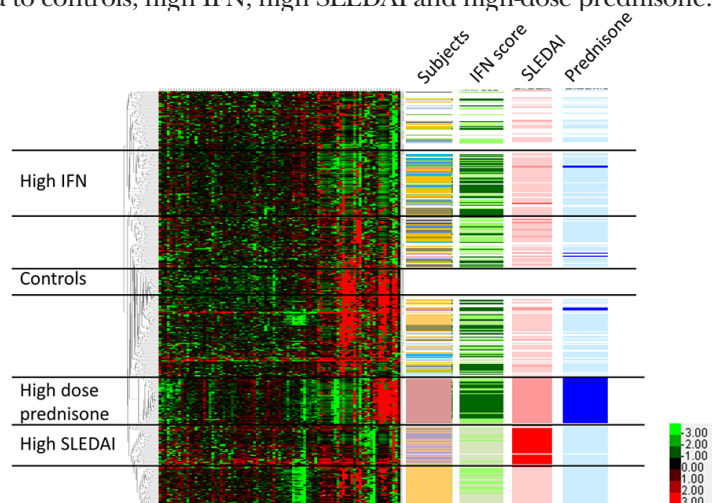 d to controls, high IFN, high SLEDAI and high-dose prednisone.
Subjects
IFN score
SLEDAI
Prednisone
High IFN
Controls
High dose
prednisone
High SLEDAI
-3.00
-2.00
-1.00
0.00
1.00
2.00
3.00